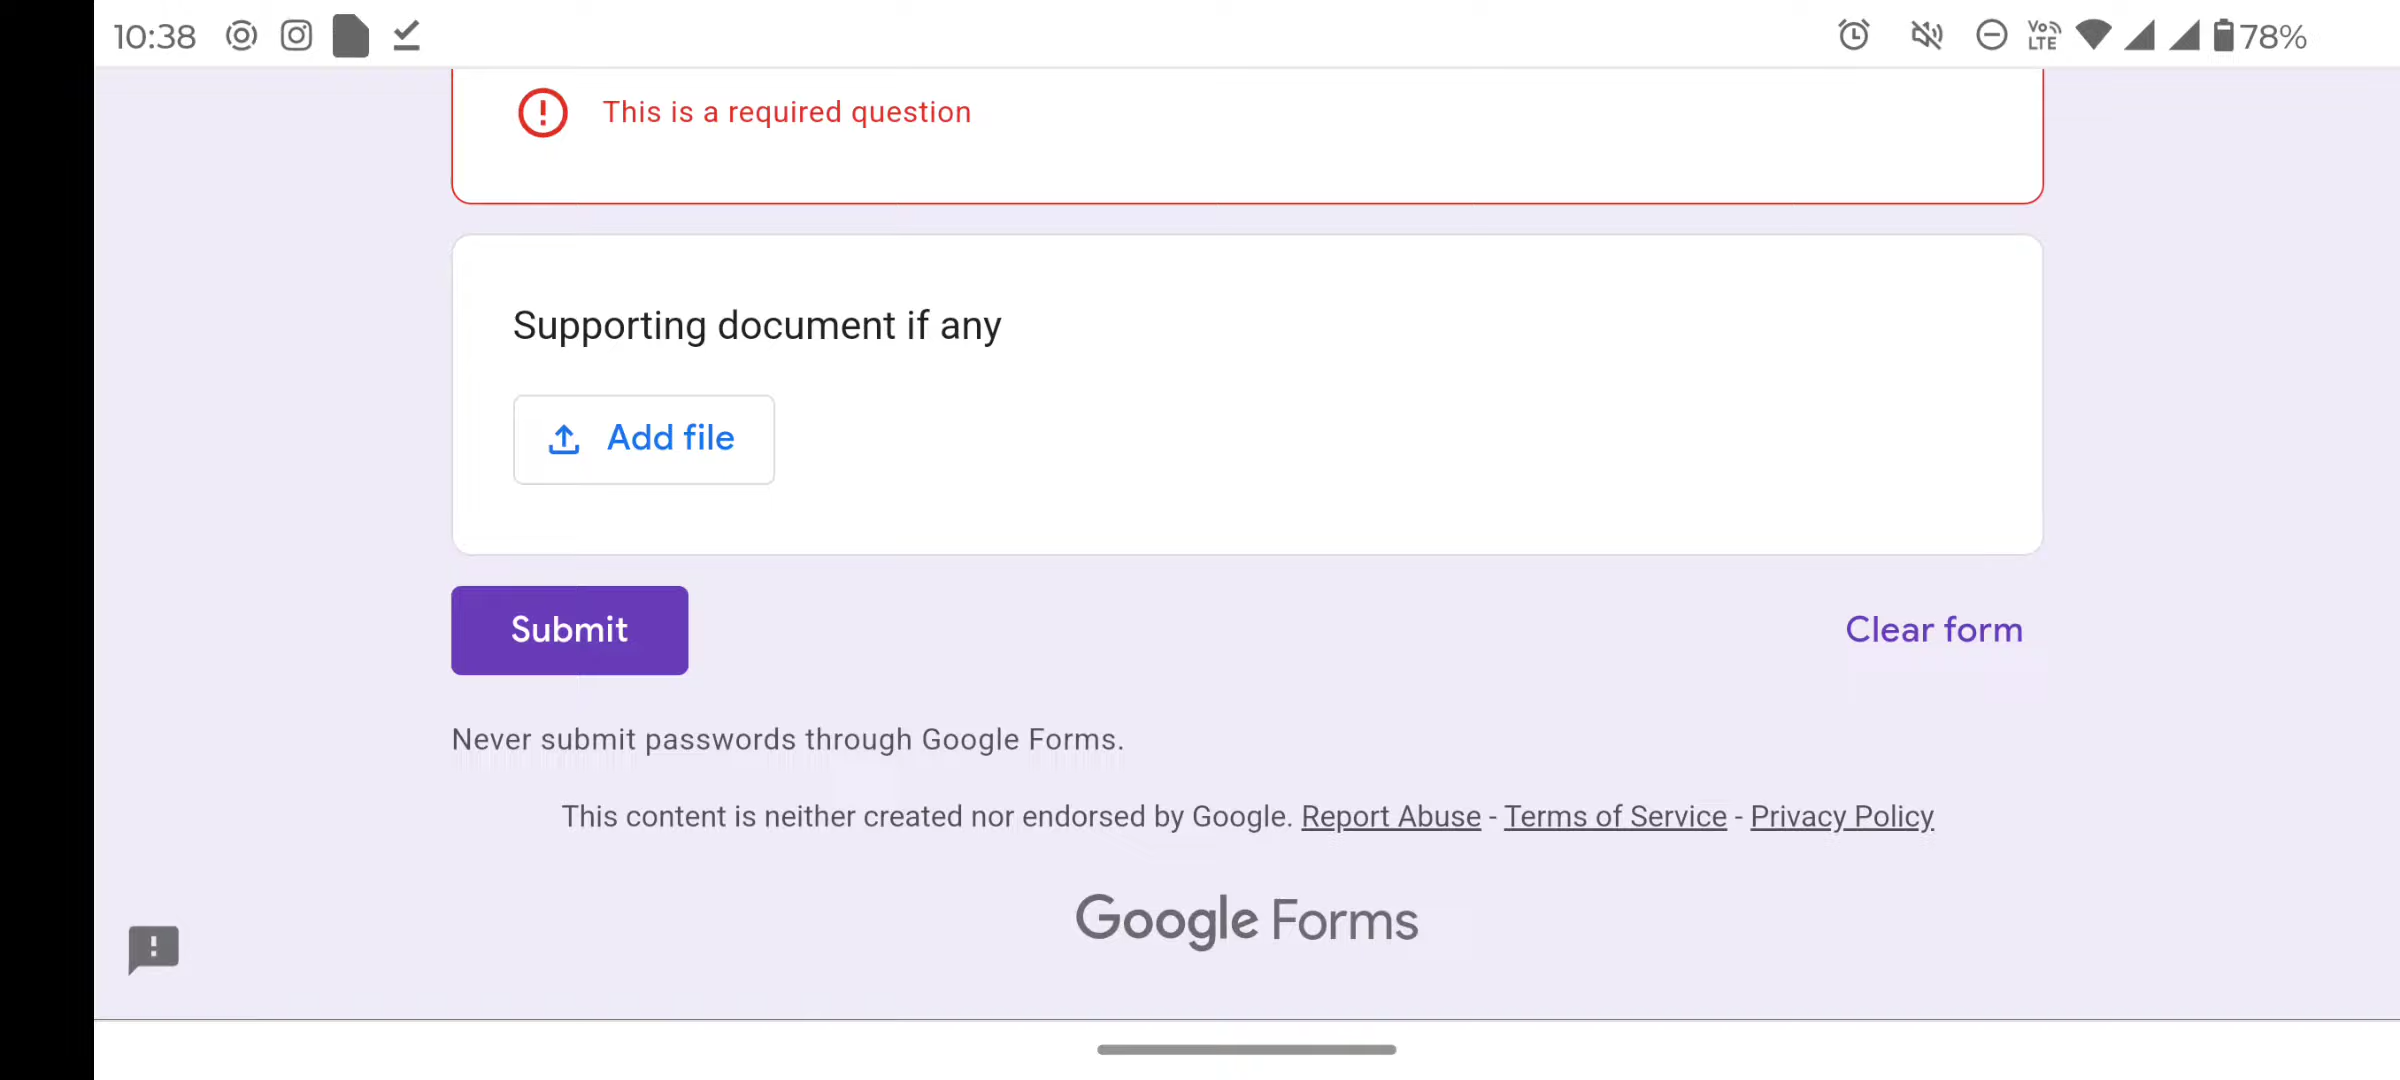 10:38 Vo LTE 78%
This is a required question
Supporting document if any
Add file
Submit Clear form
Never submit passwords through Google Forms.
This content is neither created nor endorsed by Google. Report Abuse - Terms of Service - Privacy Policy
Google Forms